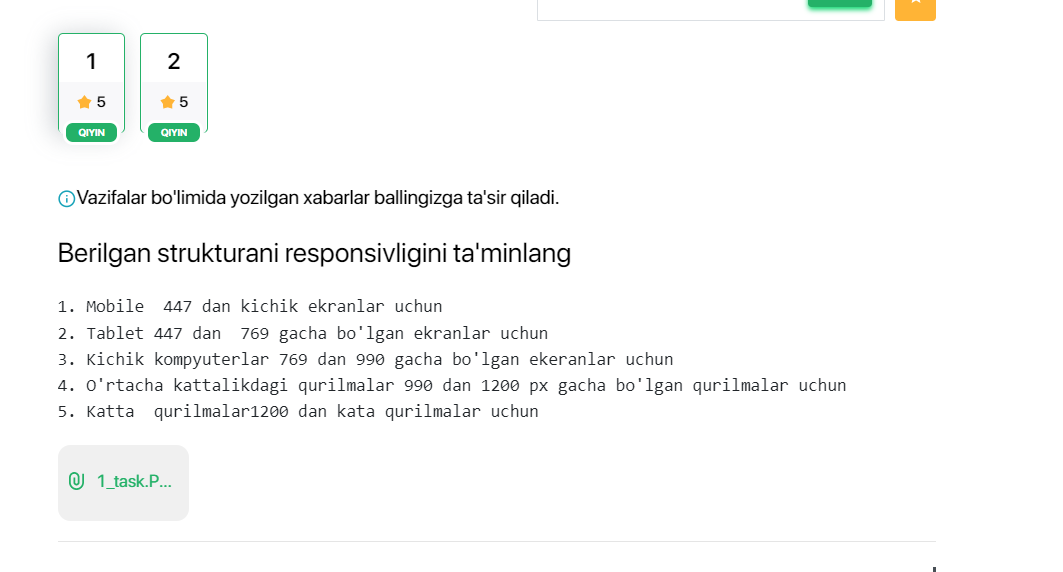 1 2
5 5
QIYIN QIYIN
Vazifalar bo'limida yozilgan xabarlar ballingizga ta'sir qiladi.
Berilgan strukturani responsivligini ta'minlang
1. Mobile  447 dan kichik ekranlar uchun
2. Tablet 447 dan  769 gacha bo'lgan ekranlar uchun
3. Kichik kompyuterlar 769 dan 990 gacha bo'lgan ekeranlar uchun
4. O'rtacha kattalikdagi qurilmalar 990 dan 1200 px gacha bo'lgan qurilmalar uchun
5. Katta  qurilmalar1200 dan kata qurilmalar uchun
1_task.P...